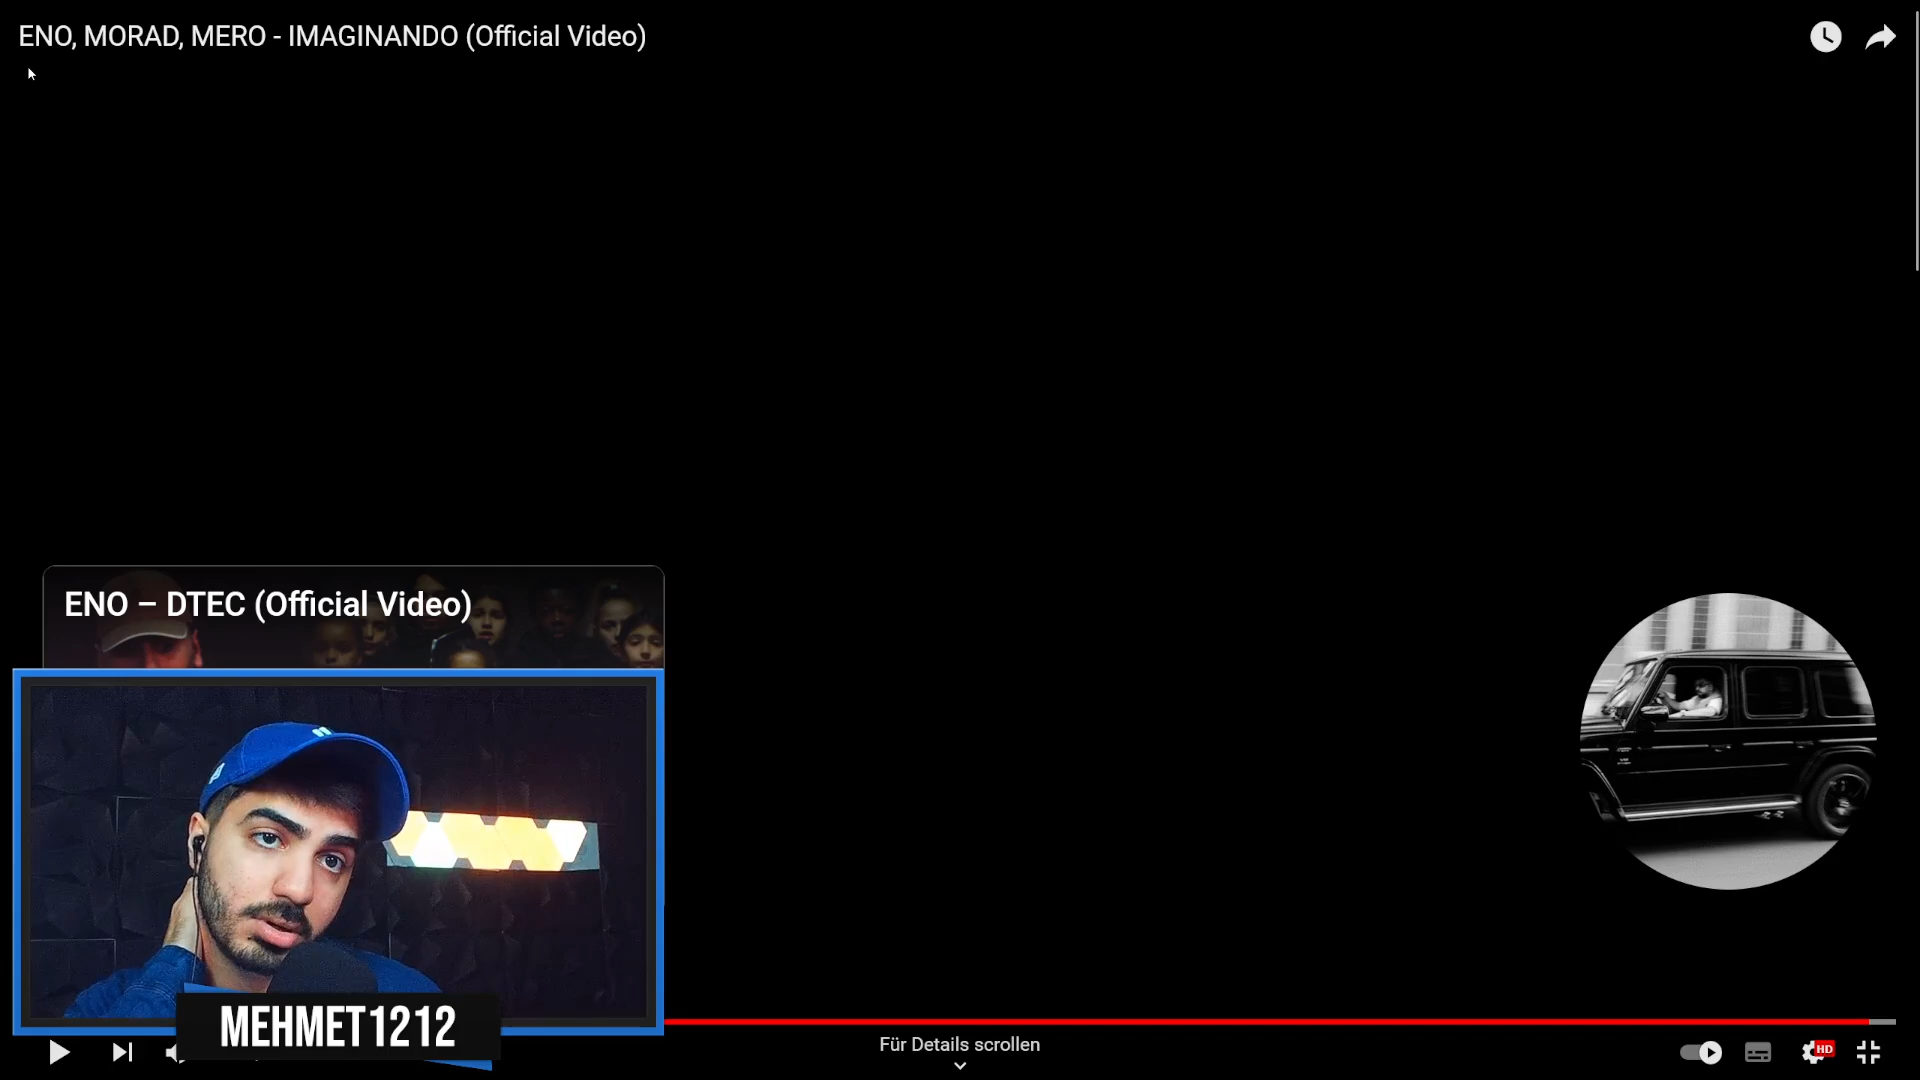 ENO, MORAD, MERO - IMAGINANDO (Official Video)
ENO – DTEC (Official Video)
MEHMET1212
Für Details scrollen
HD